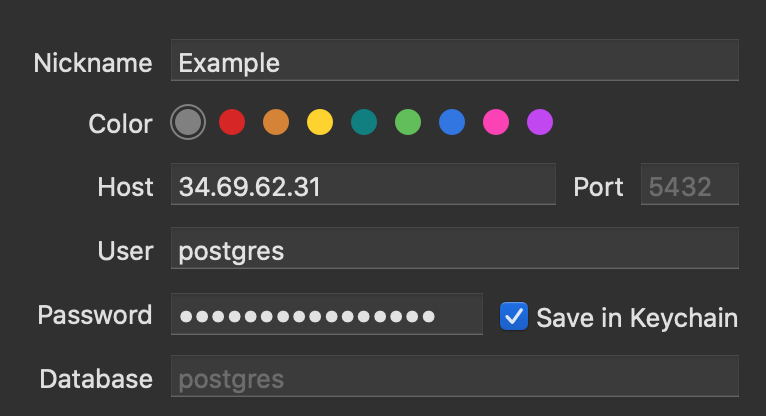 Nickname Example
Color
Host 34.69.62.31 Port 5432
User postgres
Password ●●●●●●●●●●●●●●●● Save in Keychain
Database postgres